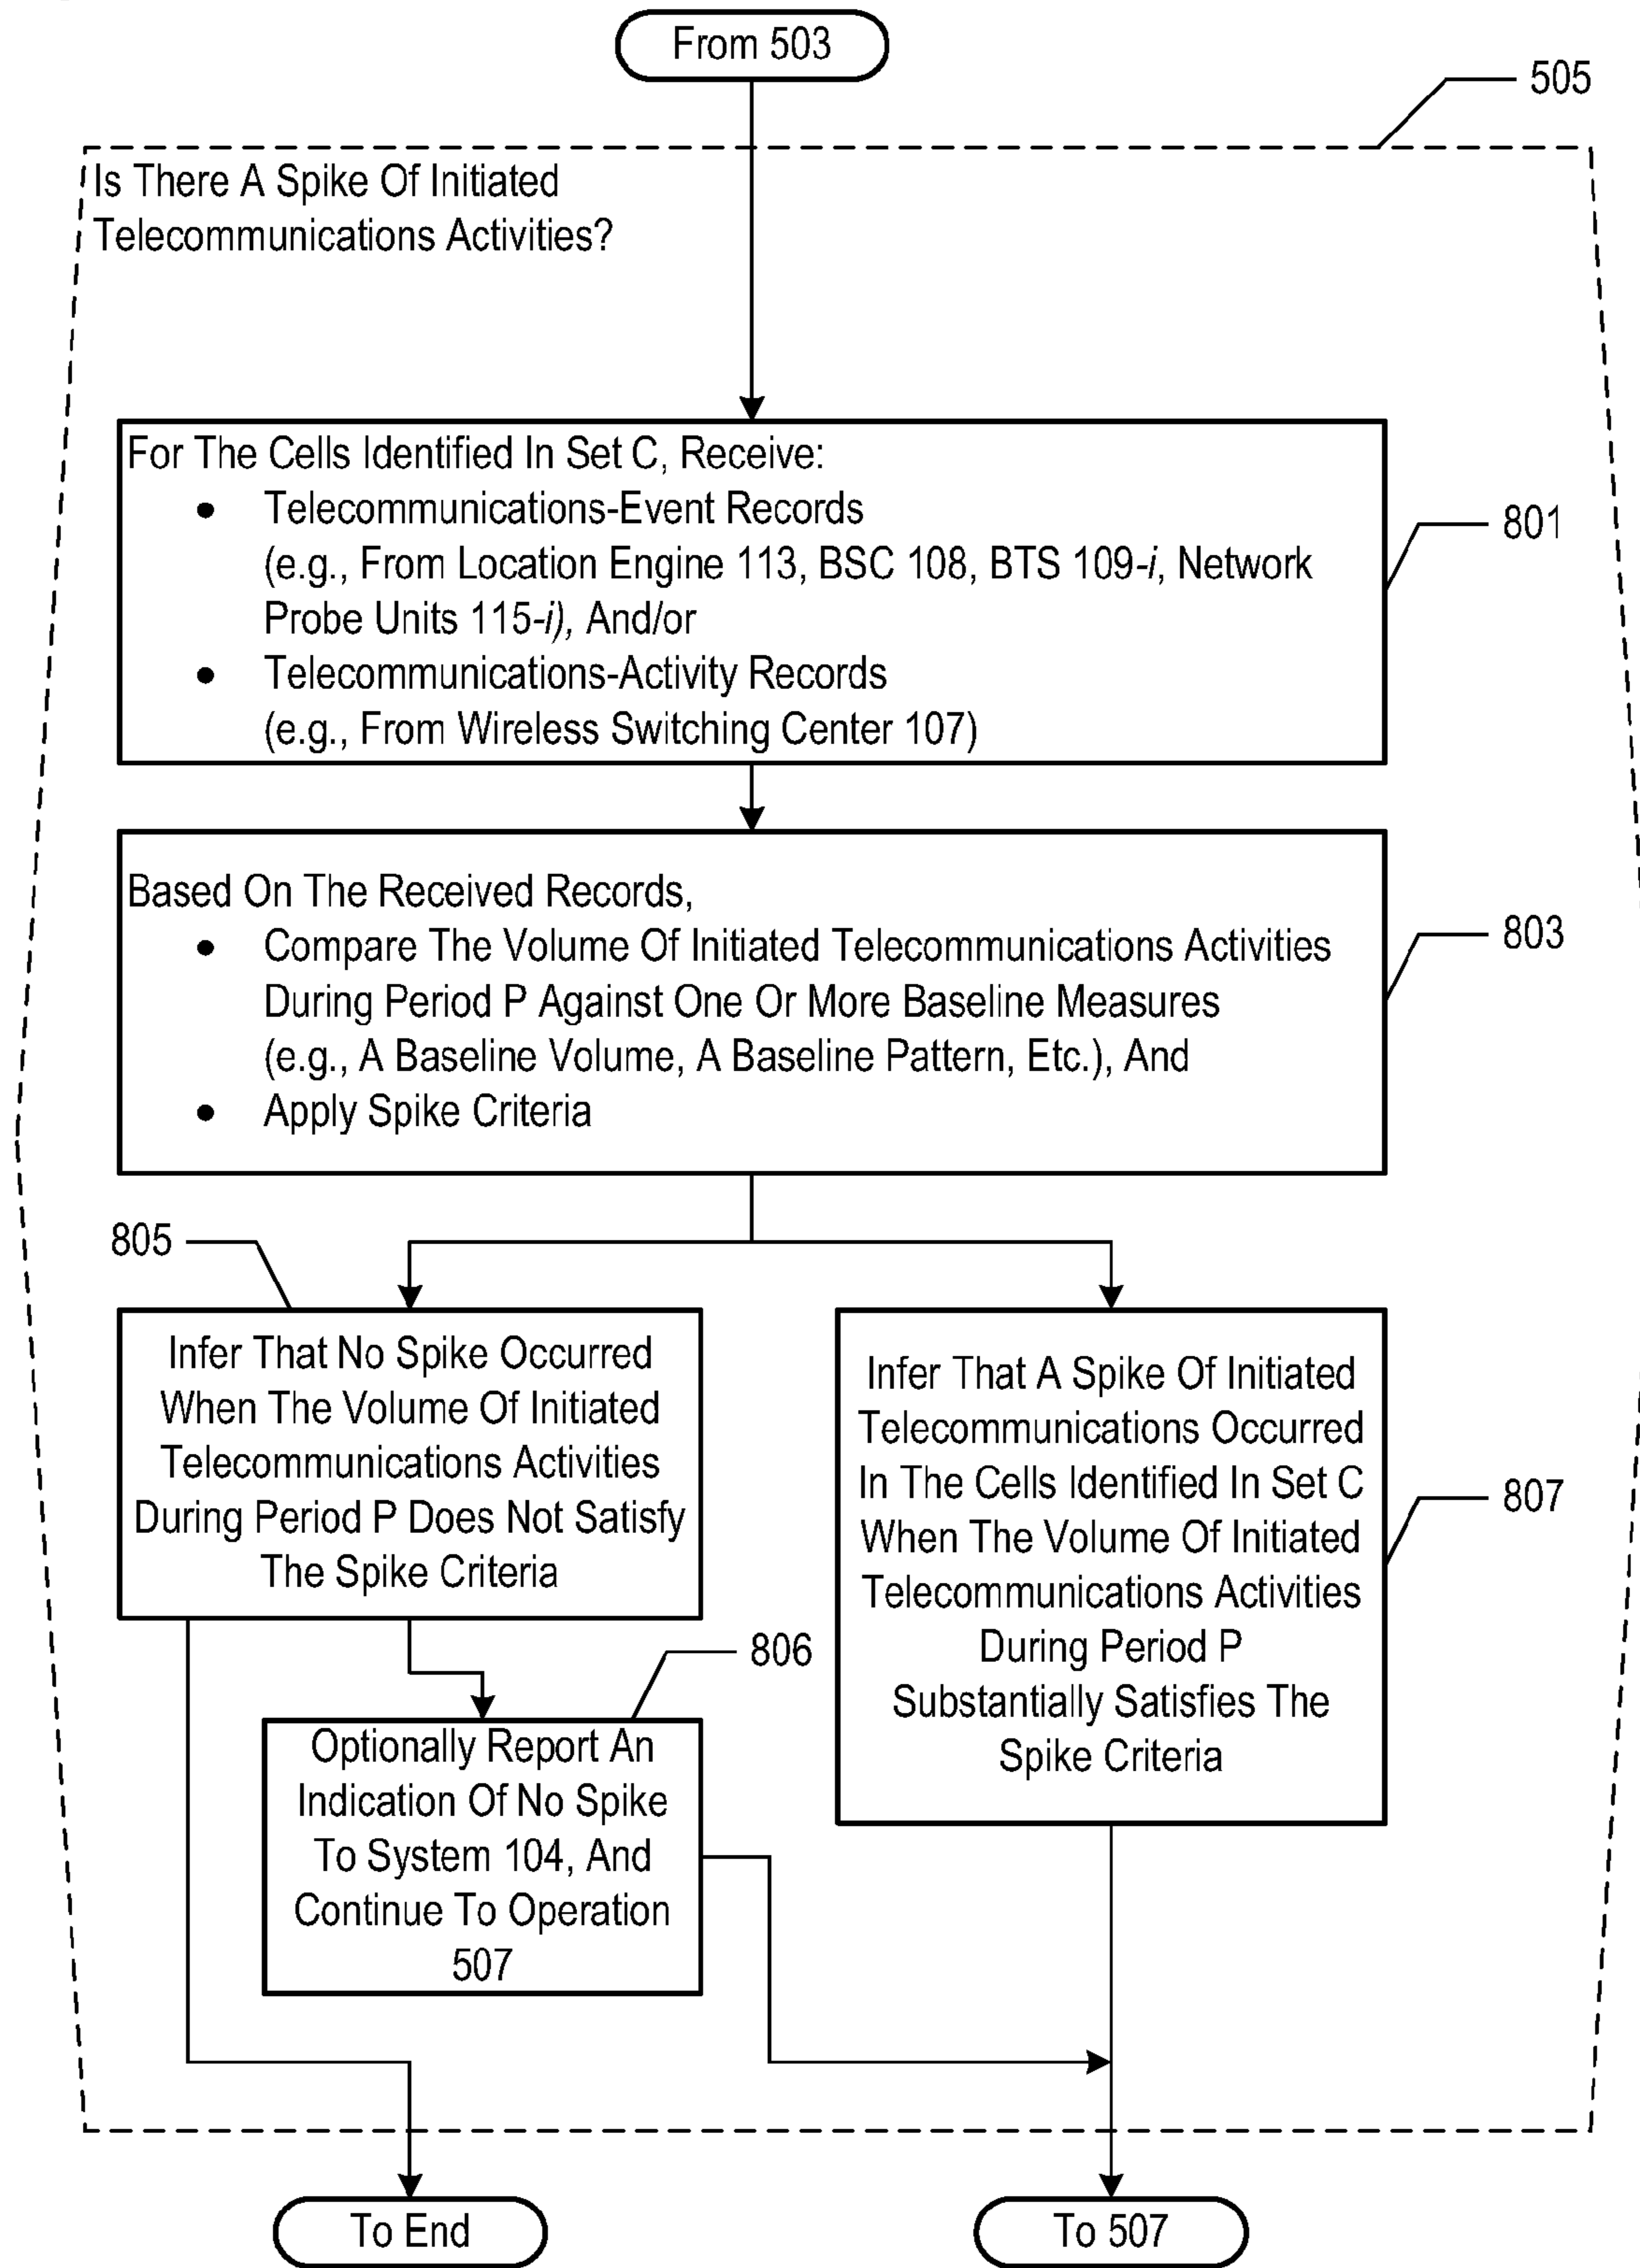 From 503
505
Is There A Spike Of Initiated
Telecommunications Activities?
For The Cells Identified In Set C, Receive:
• Telecommunications-Event Records
(e.g., From Location Engine 113, BSC 108, BTS 109-i, Network
Probe Units 115-i), And/or
• Telecommunications-Activity Records
(e.g., From Wireless Switching Center 107)
801
Based On The Received Records,
• Compare The Volume Of Initiated Telecommunications Activities
During Period P Against One Or More Baseline Measures
(e.g., A Baseline Volume, A Baseline Pattern, Etc.), And
• Apply Spike Criteria
803
805
Infer That No Spike Occurred
When The Volume Of Initiated
Telecommunications Activities
During Period P Does Not Satisfy
The Spike Criteria
806
Optionally Report An
Indication Of No Spike
To System 104, And
Continue To Operation
507
Infer That A Spike Of Initiated
Telecommunications Occurred
In The Cells Identified In Set C
When The Volume Of Initiated
Telecommunications Activities
During Period P
Substantially Satisfies The
Spike Criteria
807
To End
To 507